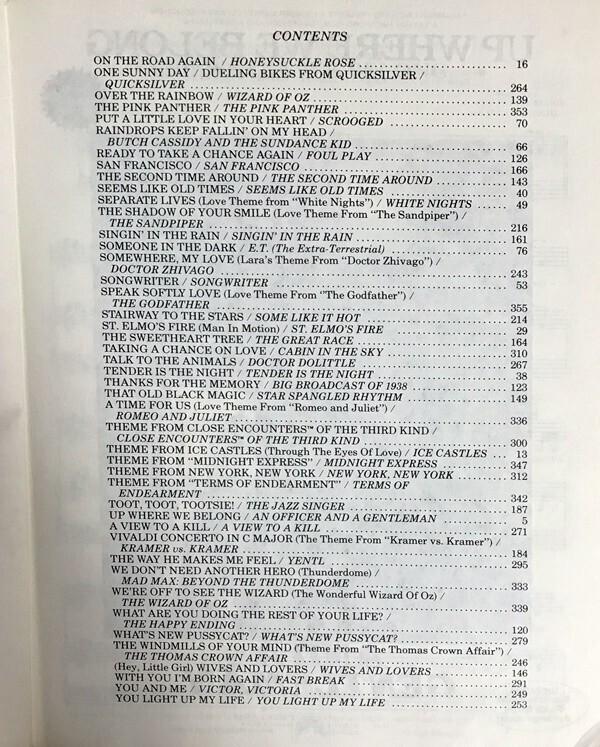 CONTENTS
ON THE ROAD AGAIN / HONEYSUCKLE ROSE 16
ONE SUNNY DAY / DUELING BIKES FROM QUICKSILVER /
QUICKSILVER 264
OVER THE RAINBOW / WIZARD OF OZ 139
THE PINK PANTHER / THE PINK PANTHER 353
PUT A LITTLE LOVE IN YOUR HEART / SCROOGED 70
RAINDROPS KEEP FALLIN' ON MY HEAD /
BUTCH CASSIDY AND THE SUNDANCE KID 66
READY TO TAKE A CHANCE AGAIN / FOUL PLAY 126
SAN FRANCISCO / SAN FRANCISCO 166
THE SECOND TIME AROUND / THE SECOND TIME AROUND 143
SEEMS LIKE OLD TIMES / SEEMS LIKE OLD TIMES 40
SEPARATE LIVES (Love Theme from "White Nights") / WHITE NIGHTS 49
THE SHADOW OF YOUR SMILE (Love Theme From "The Sandpiper") /
THE SANDPIPER 216
SINGIN' IN THE RAIN / SINGIN' IN THE RAIN 161
SOMEONE IN THE DARK / E.T. (The Extra-Terrestrial) 76
SOMEWHERE, MY LOVE (Lara's Theme From "Doctor Zhivago") /
DOCTOR ZHIVAGO 243
SONGWRITER / SONGWRITER 53
SPEAK SOFTLY LOVE (Love Theme From "The Godfather") /
THE GODFATHER 355
STAIRWAY TO THE STARS / SOME LIKE IT HOT 214
ST. ELMO'S FIRE (Man In Motion) / ST. ELMO'S FIRE 29
THE SWEETHEART TREE / THE GREAT RACE 164
TAKING A CHANCE ON LOVE / CABIN IN THE SKY 310
TALK TO THE ANIMALS / DOCTOR DOLITTLE 267
TENDER IS THE NIGHT / TENDER IS THE NIGHT 38
THANKS FOR THE MEMORY / BIG BROADCAST OF 1938 123
THAT OLD BLACK MAGIC / STAR SPANGLED RHYTHM 149
A TIME FOR US (Love Theme From "Romeo and Juliet") /
ROMEO AND JULIET 336
THEME FROM CLOSE ENCOUNTERS™ OF THE THIRD KIND /
CLOSE ENCOUNTERS™ OF THE THIRD KIND 300
THEME FROM ICE CASTLES (Through The Eyes Of Love) / ICE CASTLES 13
THEME FROM "MIDNIGHT EXPRESS" / MIDNIGHT EXPRESS 347
THEME FROM NEW YORK, NEW YORK / NEW YORK, NEW YORK 312
THEME FROM "TERMS OF ENDEARMENT" / TERMS OF
ENDEARMENT 342
TOOT, TOOT, TOOTSIE! / THE JAZZ SINGER 187
UP WHERE WE BELONG / AN OFFICER AND A GENTLEMAN 5
A VIEW TO A KILL / A VIEW TO A KILL 271
VIVALDI CONCERTO IN C MAJOR (The Theme From "Kramer vs. Kramer") /
KRAMER vs. KRAMER 184
THE WAY HE MAKES ME FEEL / YENTL 295
WE DON'T NEED ANOTHER HERO (Thunderdome) /
MAD MAX: BEYOND THE THUNDERDOME 333
WE'RE OFF TO SEE THE WIZARD (The Wonderful Wizard Of Oz) /
THE WIZARD OF OZ 339
WHAT ARE YOU DOING THE REST OF YOUR LIFE? /
THE HAPPY ENDING 120
WHAT'S NEW PUSSYCAT? / WHAT'S NEW PUSSYCAT? 279
THE WINDMILLS OF YOUR MIND (Theme From "The Thomas Crown Affair") /
THE THOMAS CROWN AFFAIR 246
(Hey, Little Girl) WIVES AND LOVERS / WIVES AND LOVERS 146
WITH YOU I'M BORN AGAIN / FAST BREAK 291
YOU AND ME / VICTOR, VICTORIA 249
YOU LIGHT UP MY LIFE / YOU LIGHT UP MY LIFE 253